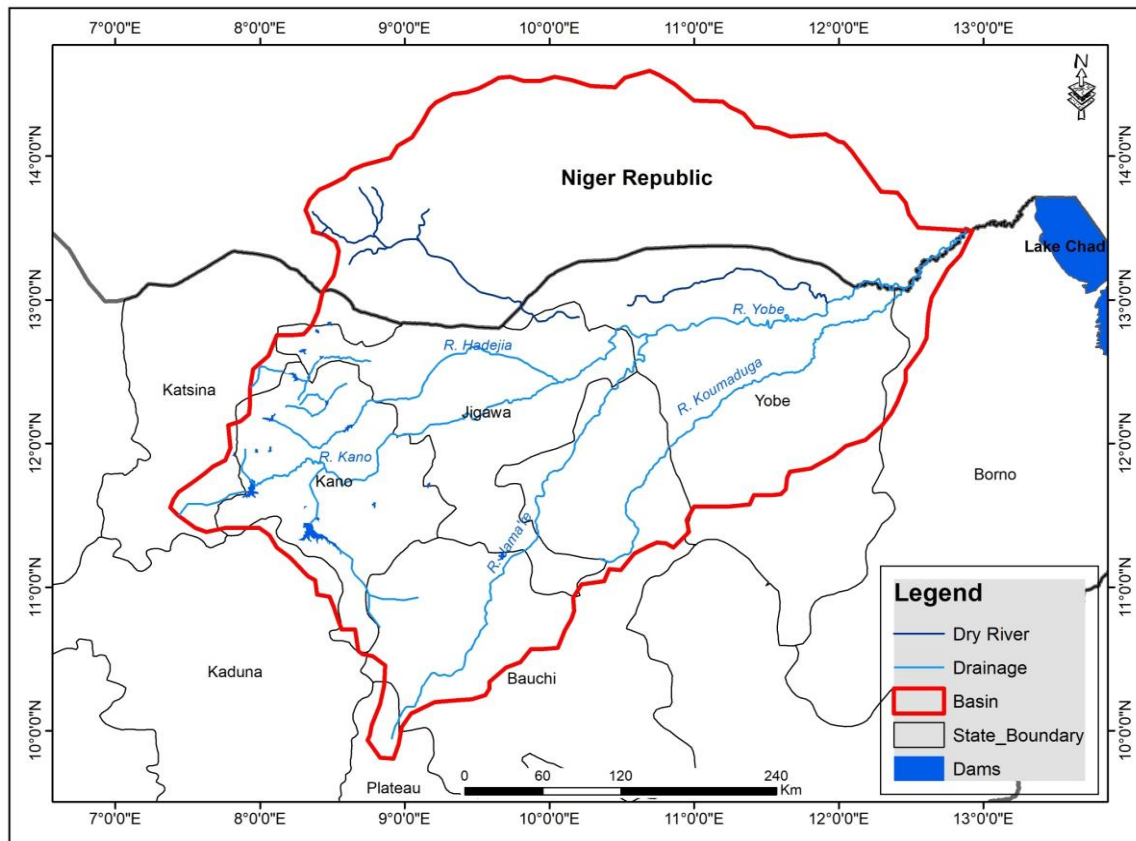 7°0'0"E 8°0'0"E 9°0'0"E 10°0'0"E 11°0'0"E 12°0'0"E 13°0'0"E
N
14°0'0"N
14°0'0"N
Niger Republic
Lake Chad
13°0'0"N
13°0'0"N
R. Yobe
R. Hadejia
R. Koumaduga
Katsina
Yobe
Jigawa
12°0'0"N
12°0'0"N
R. Kano
Kano
Borno
R. Jama're
11°0'0"N
11°0'0"N
Legend
Dry River
Drainage
Basin
State_Boundary
Dams
Kaduna
Bauchi
10°0'0"N
10°0'0"N
Plateau
0 60 120 240
Km
7°0'0"E 8°0'0"E 9°0'0"E 10°0'0"E 11°0'0"E 12°0'0"E 13°0'0"E